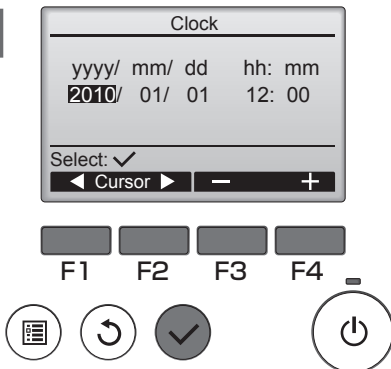 Clock
yyyy/ mm/ dd hh: mm
2010/ 01/ 01 12: 00
Select: ✓
◀ Cursor ▶ − +
F1 F2 F3 F4